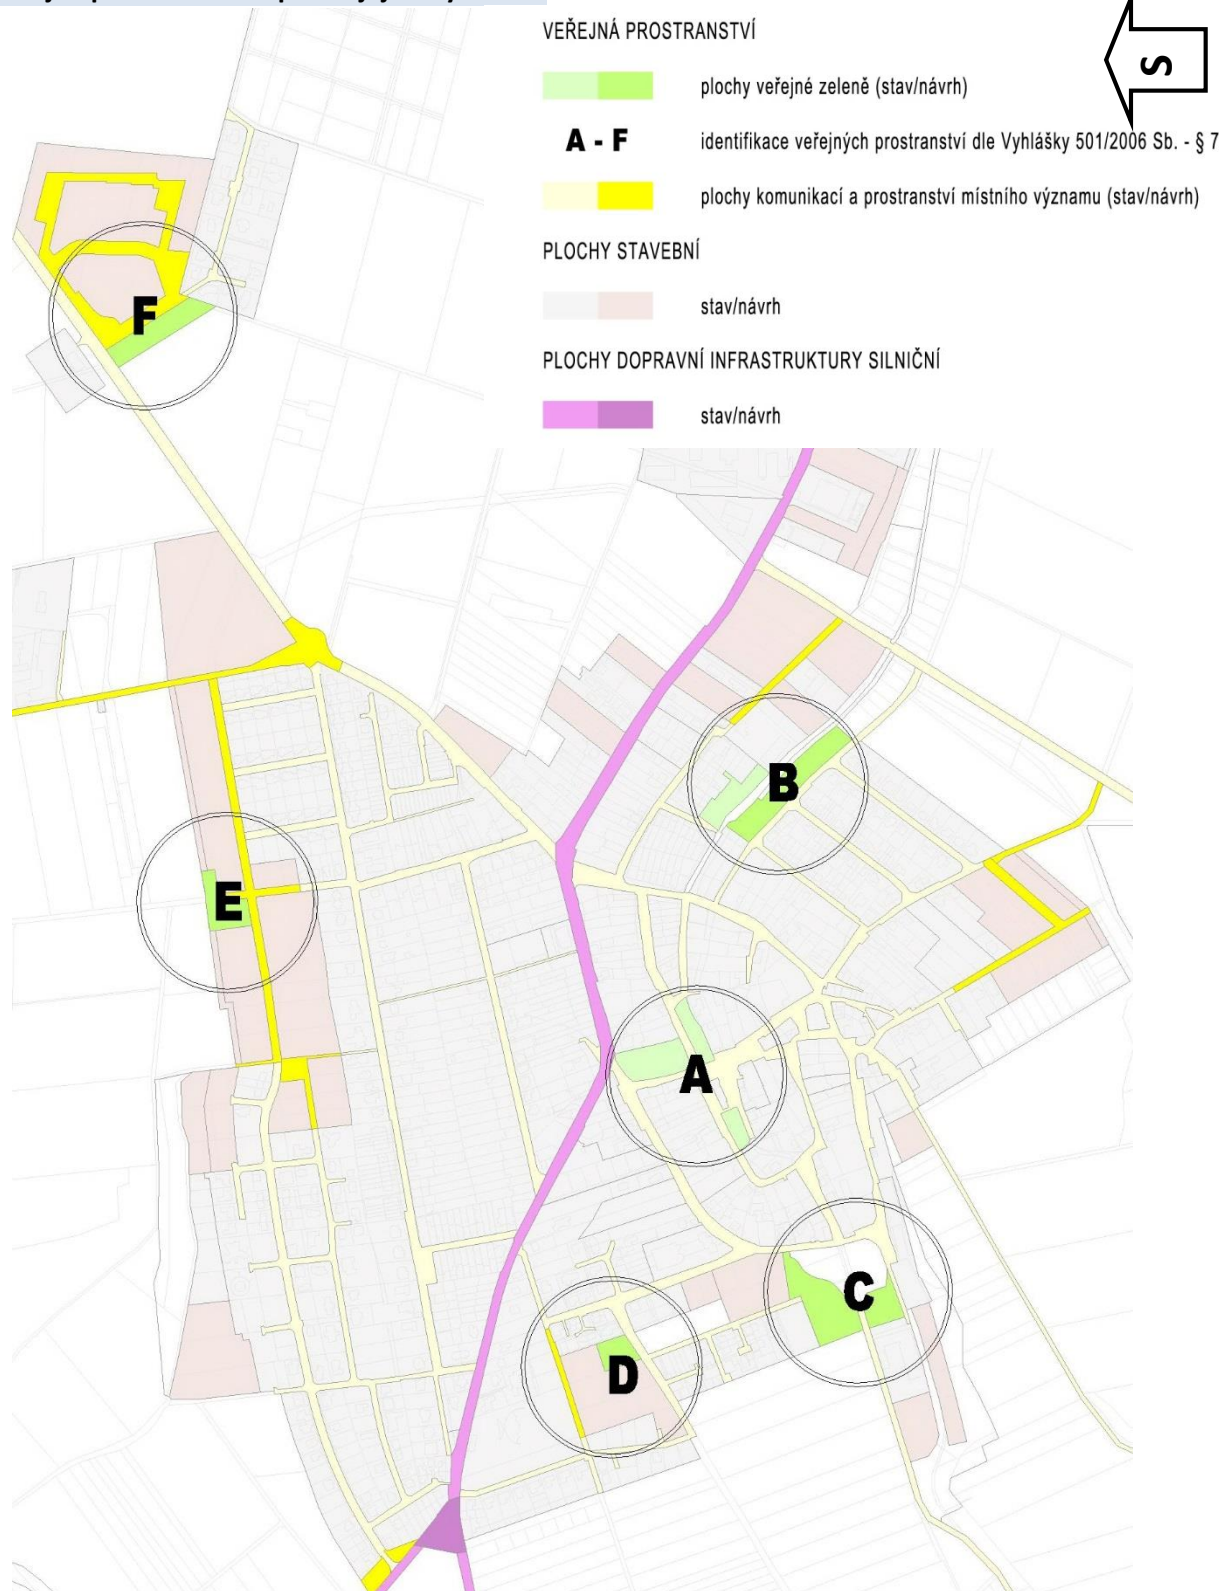 VEŘEJNÁ PROSTRANSTVÍ
S
plochy veřejné zeleně (stav/návrh)
A - F identifikace veřejných prostranství dle Vyhlášky 501/2006 Sb. - § 7
plochy komunikací a prostranství místního významu (stav/návrh)
PLOCHY STAVEBNÍ
stav/návrh
PLOCHY DOPRAVNÍ INFRASTRUKTURY SILNIČNÍ
stav/návrh
F
B
E
A
C
D